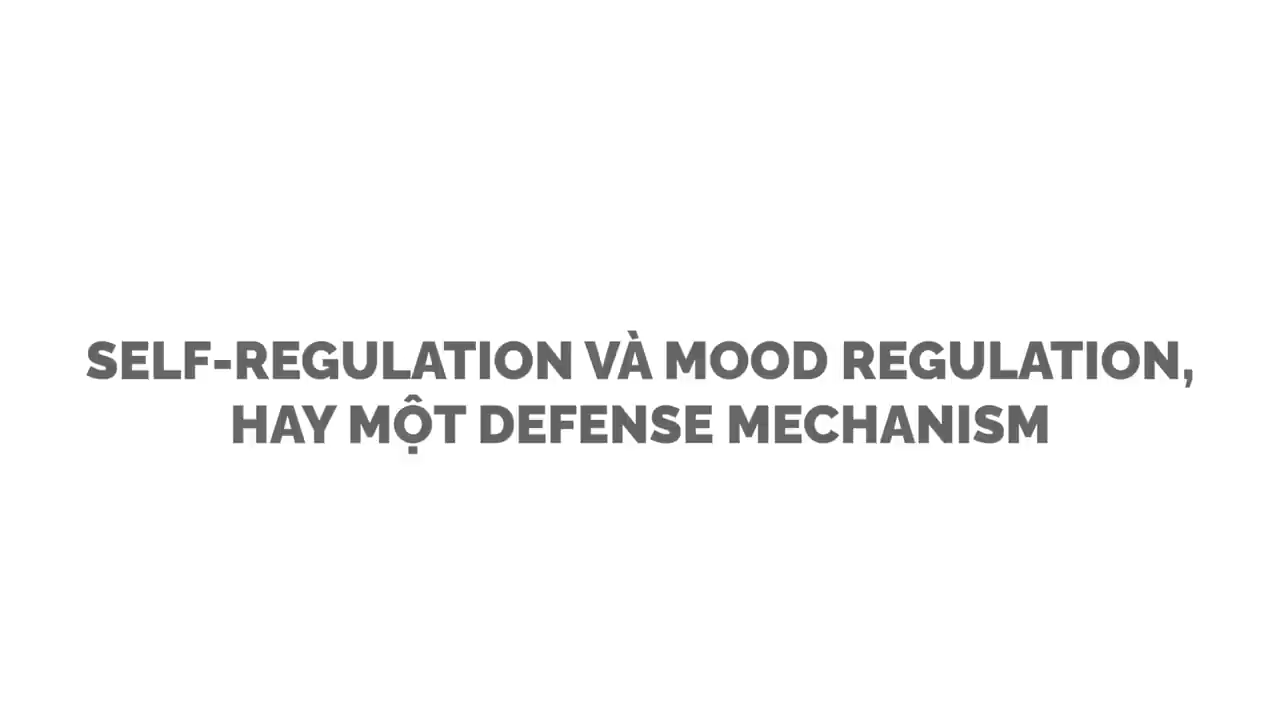 SELF-REGULATION VÀ MOOD REGULATION,
HAY MỘT DEFENSE MECHANISM